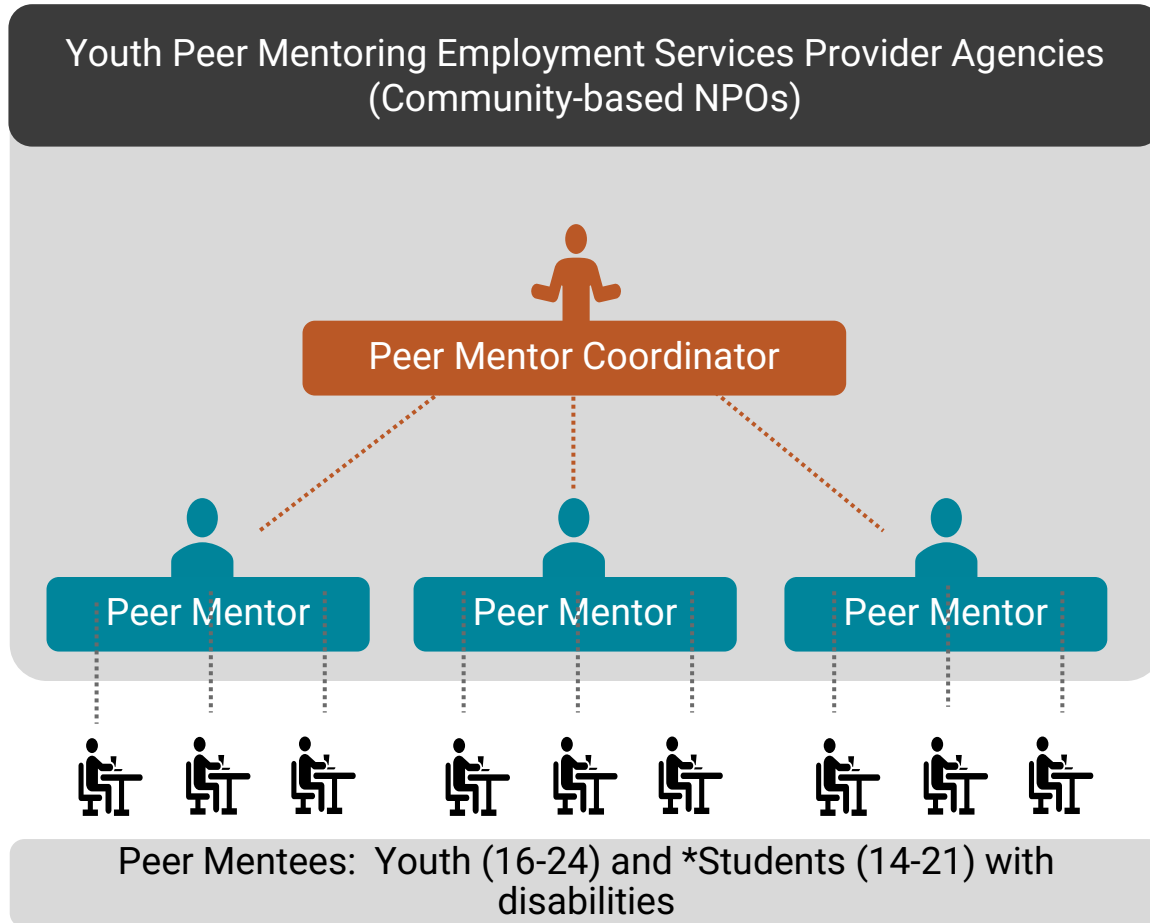 Youth Peer Mentoring Employment Services Provider Agencies
(Community-based NPOs)
Peer Mentor Coordinator
Peer Mentor
Peer Mentor
Peer Mentor
Peer Mentees:  Youth (16-24) and *Students (14-21) with
disabilities